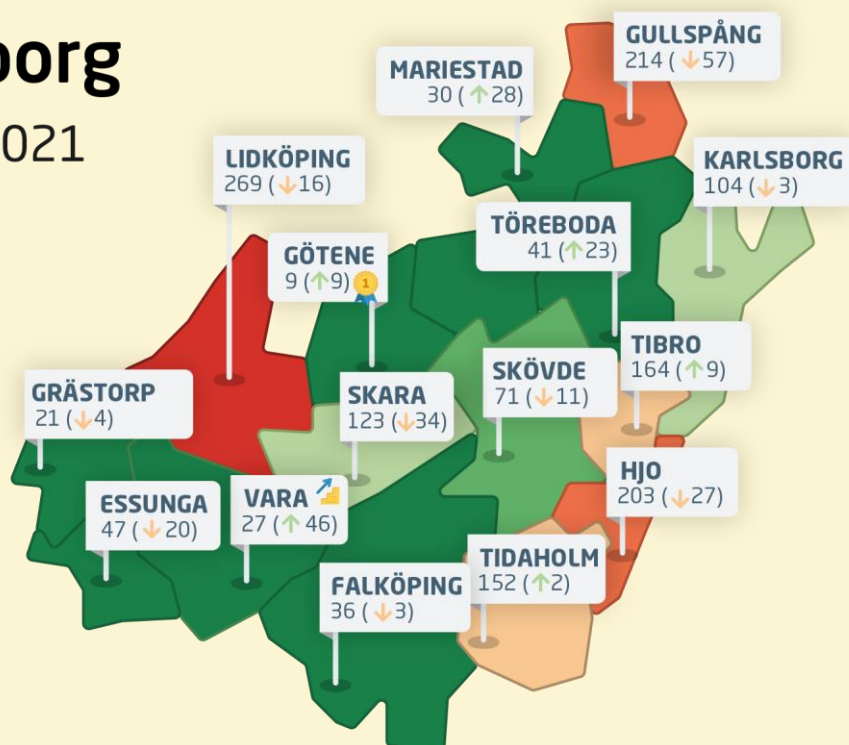 borg
021
GULLSPÅNG
214 (↓57)
MARIESTAD
30 (↑28)
LIDKÖPING
269 (↓16)
KARLSBORG
104 (↓3)
TÖREBODA
41 (↑23)
GÖTENE
9 (↑9) 1
TIBRO
164 (↑9)
SKÖVDE
71 (↓11)
GRÄSTORP
21 (↓4)
SKARA
123 (↓34)
HJO
203 (↓27)
ESSUNGA
47 (↓20)
VARA
27 (↑46)
TIDAHOLM
152 (↑2)
FALKÖPING
36 (↓3)